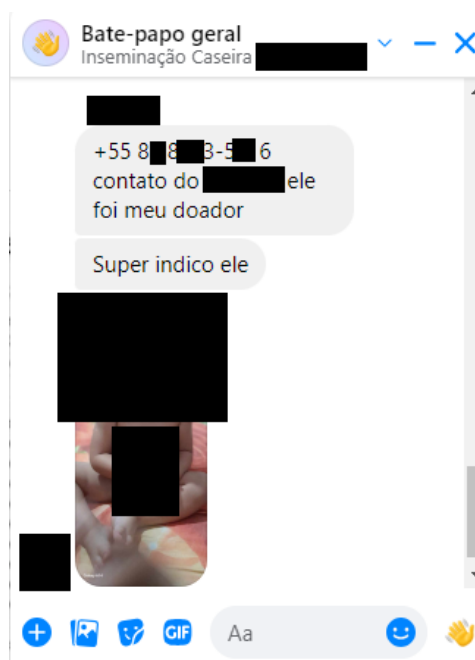 Bate-papo geral
Inseminação Caseira
+55 8 8 3-5 6
contato do ele
foi meu doador
Super indico ele
GIF
Aa